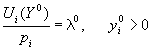 U_i(Y^0)/p_i = λ^0, y_i^0 > 0